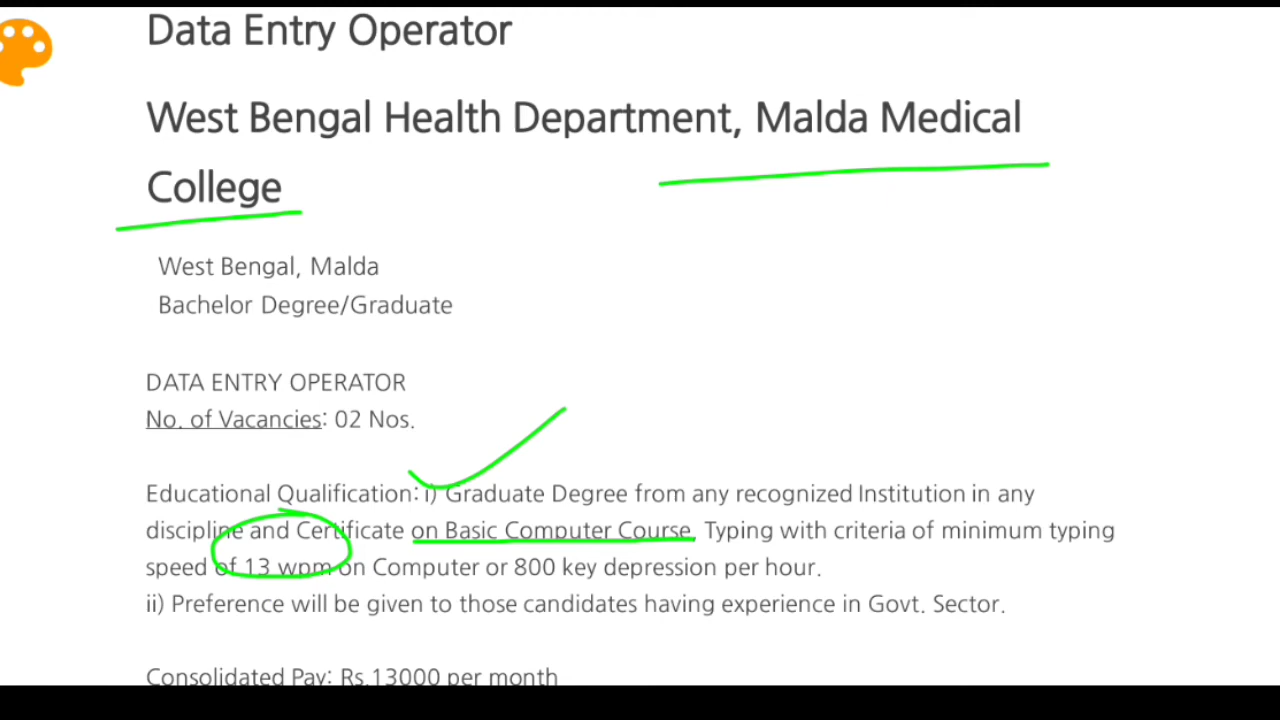 Data Entry Operator
West Bengal Health Department, Malda Medical
College
West Bengal, Malda
Bachelor Degree/Graduate
DATA ENTRY OPERATOR
No. of Vacancies: 02 Nos.
Educational Qualification: i) Graduate Degree from any recognized Institution in any
discipline and Certificate on Basic Computer Course. Typing with criteria of minimum typing
speed of 13 wpm on Computer or 800 key depression per hour.
ii) Preference will be given to those candidates having experience in Govt. Sector.
Consolidated Pay: Rs.13000 per month